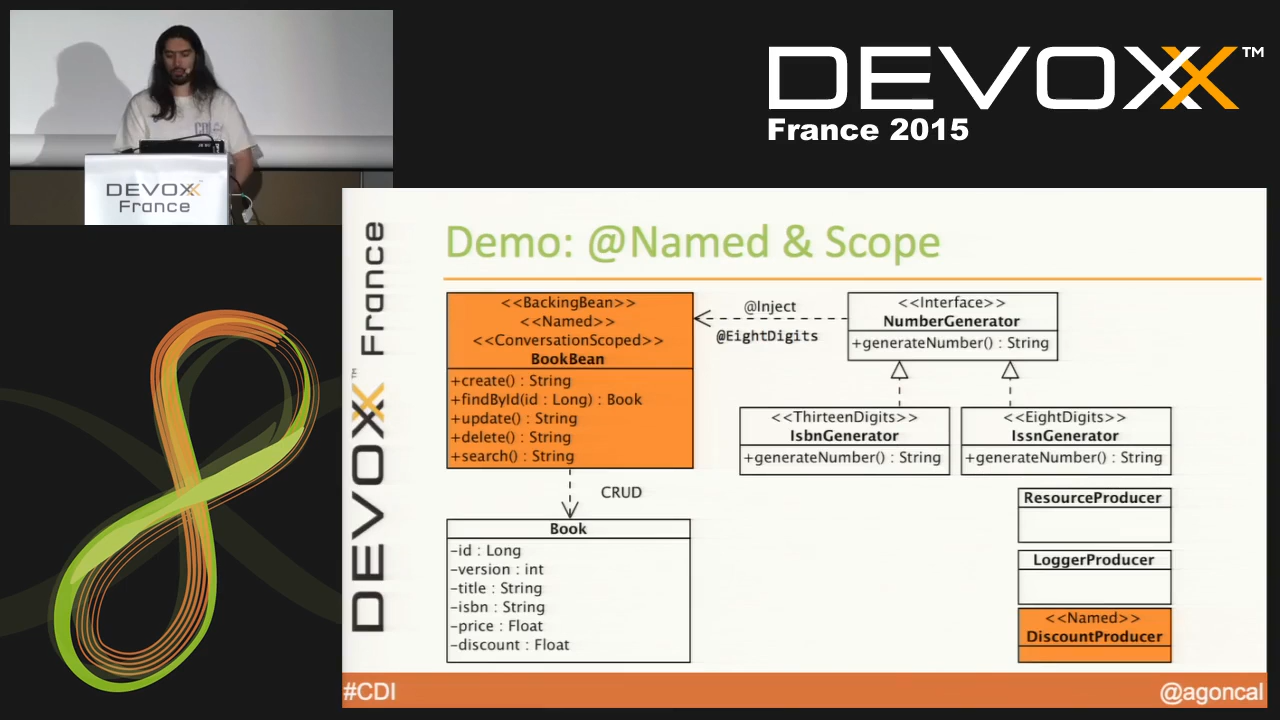 DEVOXX™
France 2015
DEVOXX
France
DEVOXX™ France
Demo: @Named & Scope
<<BackingBean>>
<<Named>>
<<ConversationScoped>>
BookBean
+create() : String
+findById(id : Long) : Book
+update() : String
+delete() : String
+search() : String
@Inject
@EightDigits
<<Interface>>
NumberGenerator
+generateNumber() : String
<<ThirteenDigits>>
IsbnGenerator
+generateNumber() : String
<<EightDigits>>
IssnGenerator
+generateNumber() : String
CRUD
Book
-id : Long
-version : int
-title : String
-isbn : String
-price : Float
-discount : Float
ResourceProducer
LoggerProducer
<<Named>>
DiscountProducer
#CDI
@agoncal